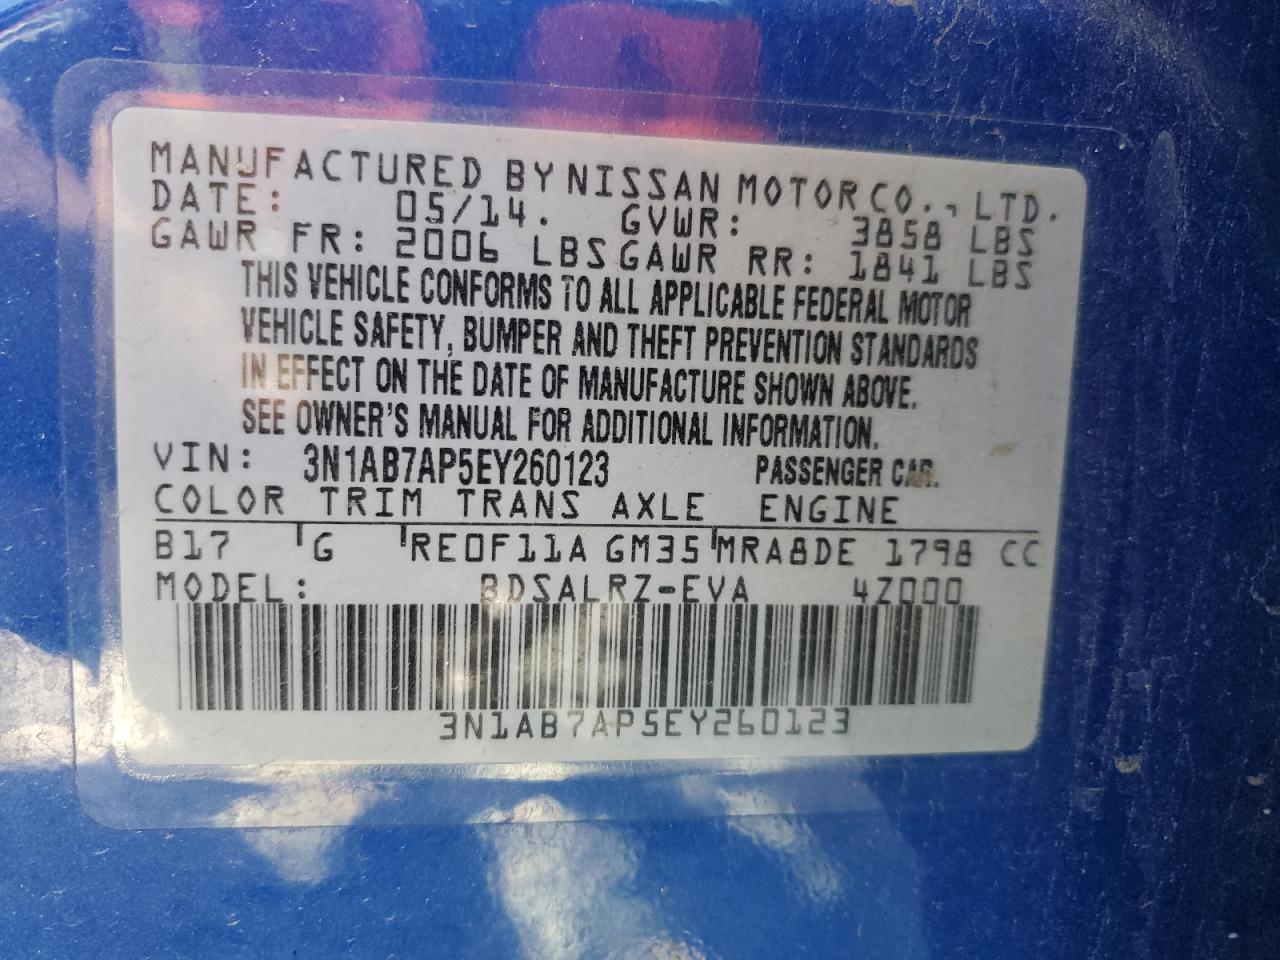 MANUFACTURED BY NISSAN MOTOR CO., LTD.
DATE: 05/14. GVWR: 3858 LBS
GAWR FR: 2006 LBS GAWR RR: 1841 LBS
THIS VEHICLE CONFORMS TO ALL APPLICABLE FEDERAL MOTOR
VEHICLE SAFETY, BUMPER AND THEFT PREVENTION STANDARDS
IN EFFECT ON THE DATE OF MANUFACTURE SHOWN ABOVE.
SEE OWNER'S MANUAL FOR ADDITIONAL INFORMATION.
VIN: 3N1AB7AP5EY260123 PASSENGER CAR.
COLOR TRIM TRANS AXLE ENGINE
B17 G RE0F11A GM35 MRA8DE 1798 CC
MODEL: BDSALRZ-EVA 4Z000
3N1AB7AP5EY260123